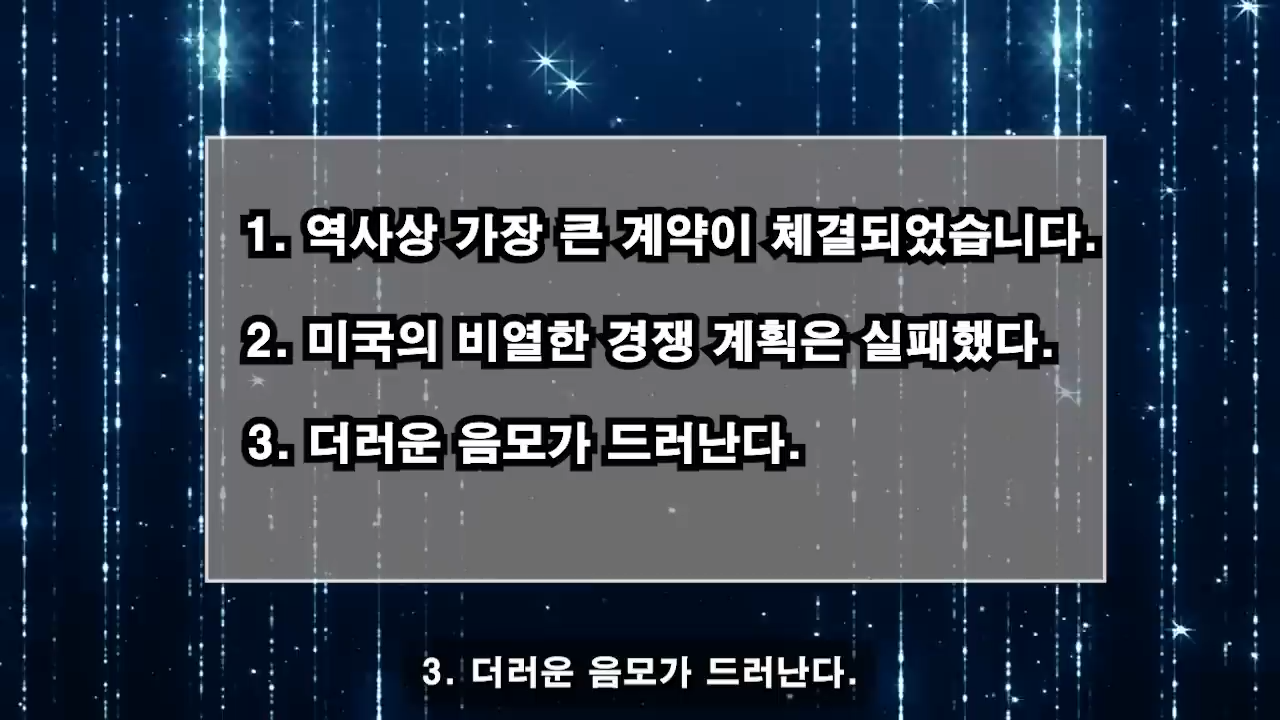 1. 역사상 가장 큰 계약이 체결되었습니다.
2. 미국의 비열한 경쟁 계획은 실패했다.
3. 더러운 음모가 드러난다.
3. 더러운 음모가 드러난다.